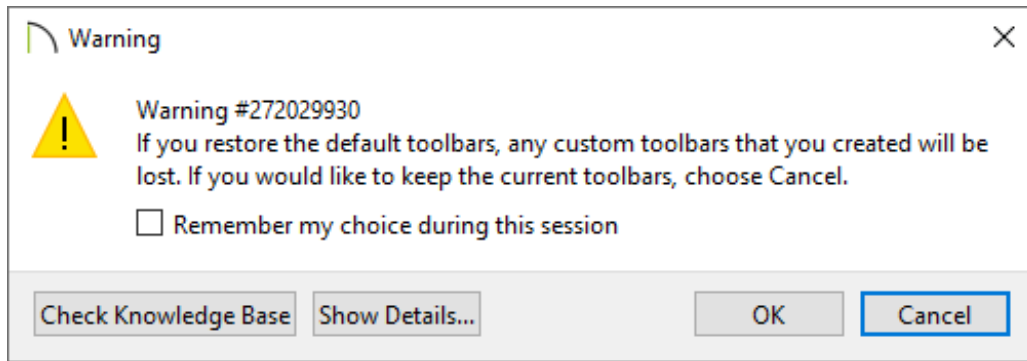 Warning
Warning #272029930
If you restore the default toolbars, any custom toolbars that you created will be
lost. If you would like to keep the current toolbars, choose Cancel.
Remember my choice during this session
Check Knowledge Base Show Details... OK Cancel